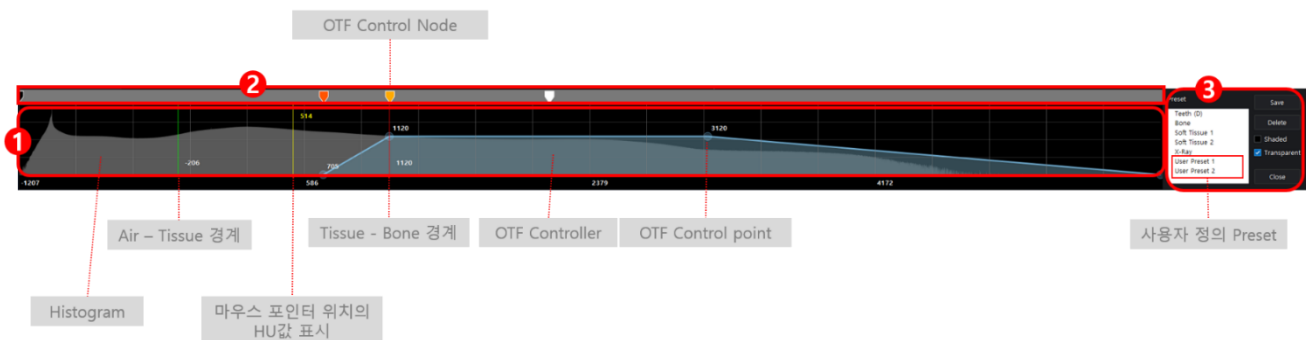 OTF Control Node
2
3
Preset
Save
Teeth (D)
Bone
Soft Tissue 1
Soft Tissue 2
X-Ray
User Preset 1
User Preset 2
Delete
Shaded
Transparent
Close
1
514
1120
3120
-206
705
1120
-1207
586
2379
4172
Air – Tissue 경계
Tissue - Bone 경계
OTF Controller
OTF Control point
사용자 정의 Preset
Histogram
마우스 포인터 위치의
HU값 표시